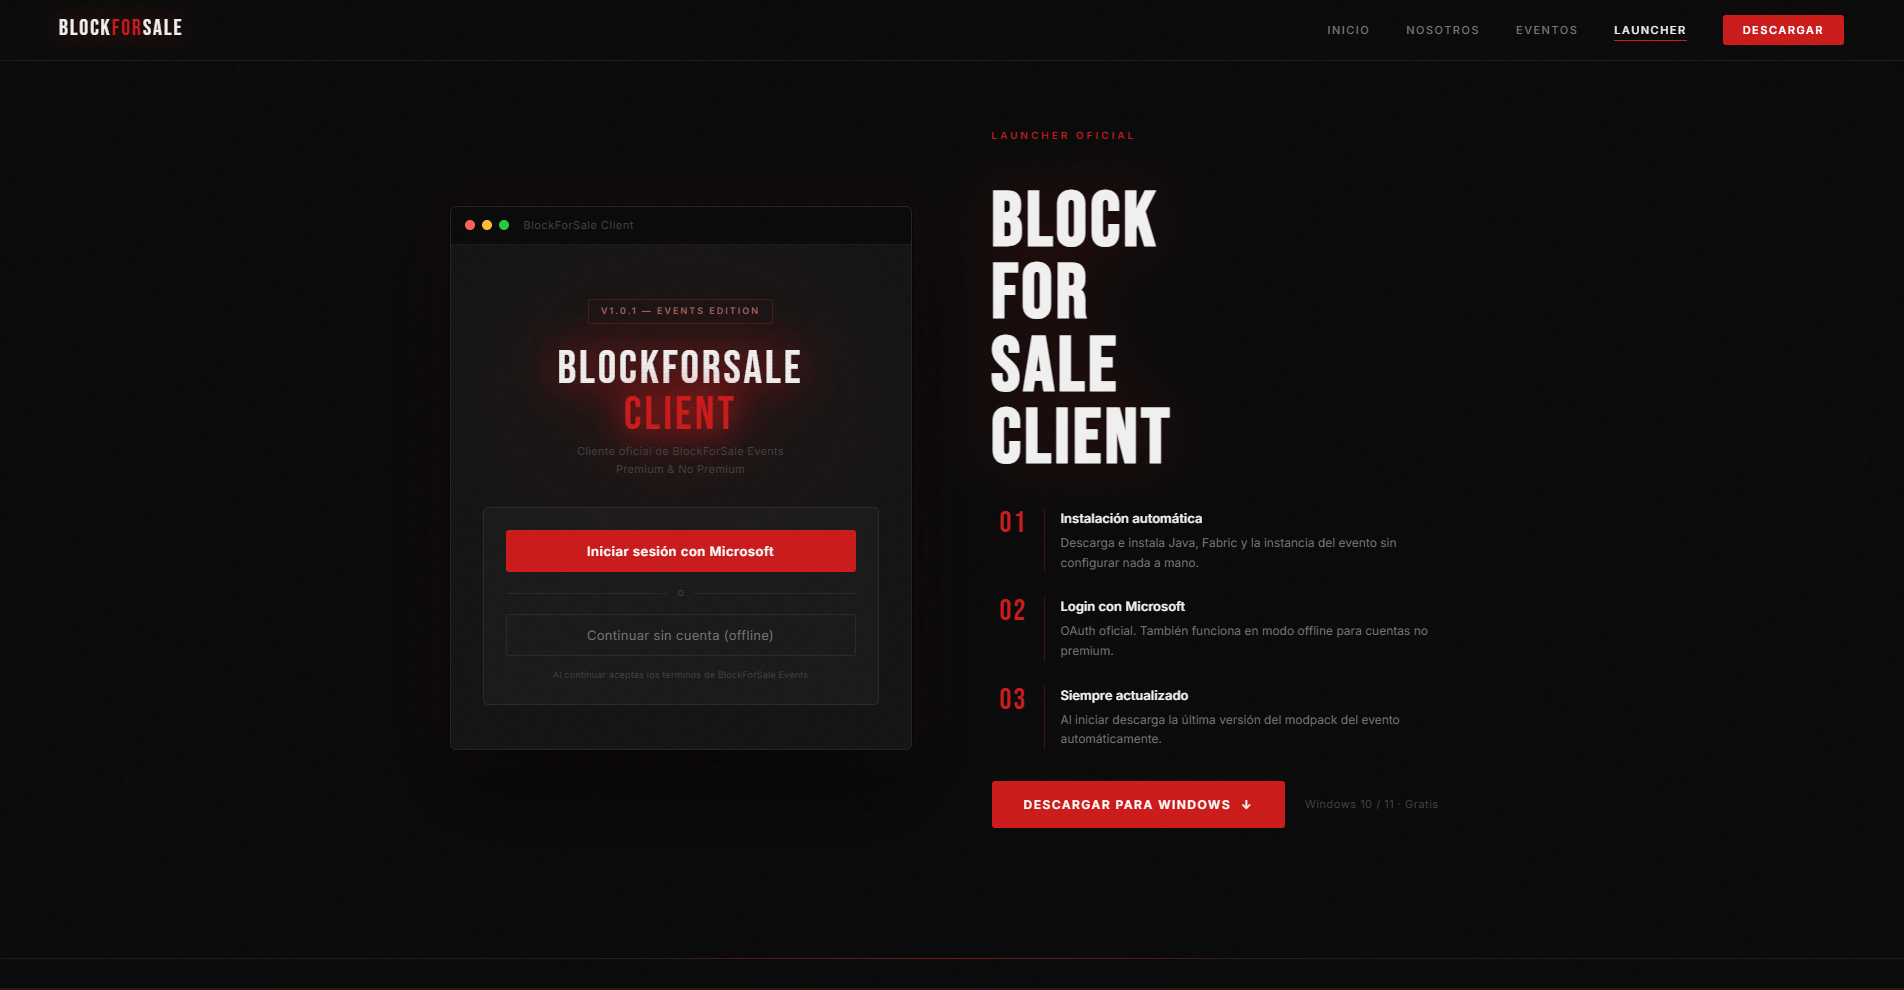 BLOCKFORSALE
INICIO NOSOTROS EVENTOS LAUNCHER DESCARGAR
BlockForSale Client
V1.0.1 — EVENTS EDITION
BLOCKFORSALE
CLIENT
Cliente oficial de BlockForSale Events
Premium & No Premium
Iniciar sesión con Microsoft
O
Continuar sin cuenta (offline)
Al continuar aceptas los términos de BlockForSale Events
LAUNCHER OFICIAL
BLOCK
FOR
SALE
CLIENT
01
Instalación automática
Descarga e instala Java, Fabric y la instancia del evento sin
configurar nada a mano.
02
Login con Microsoft
OAuth oficial. También funciona en modo offline para cuentas no
premium.
03
Siempre actualizado
Al iniciar descarga la última versión del modpack del evento
automáticamente.
DESCARGAR PARA WINDOWS ↓
Windows 10 / 11 · Gratis